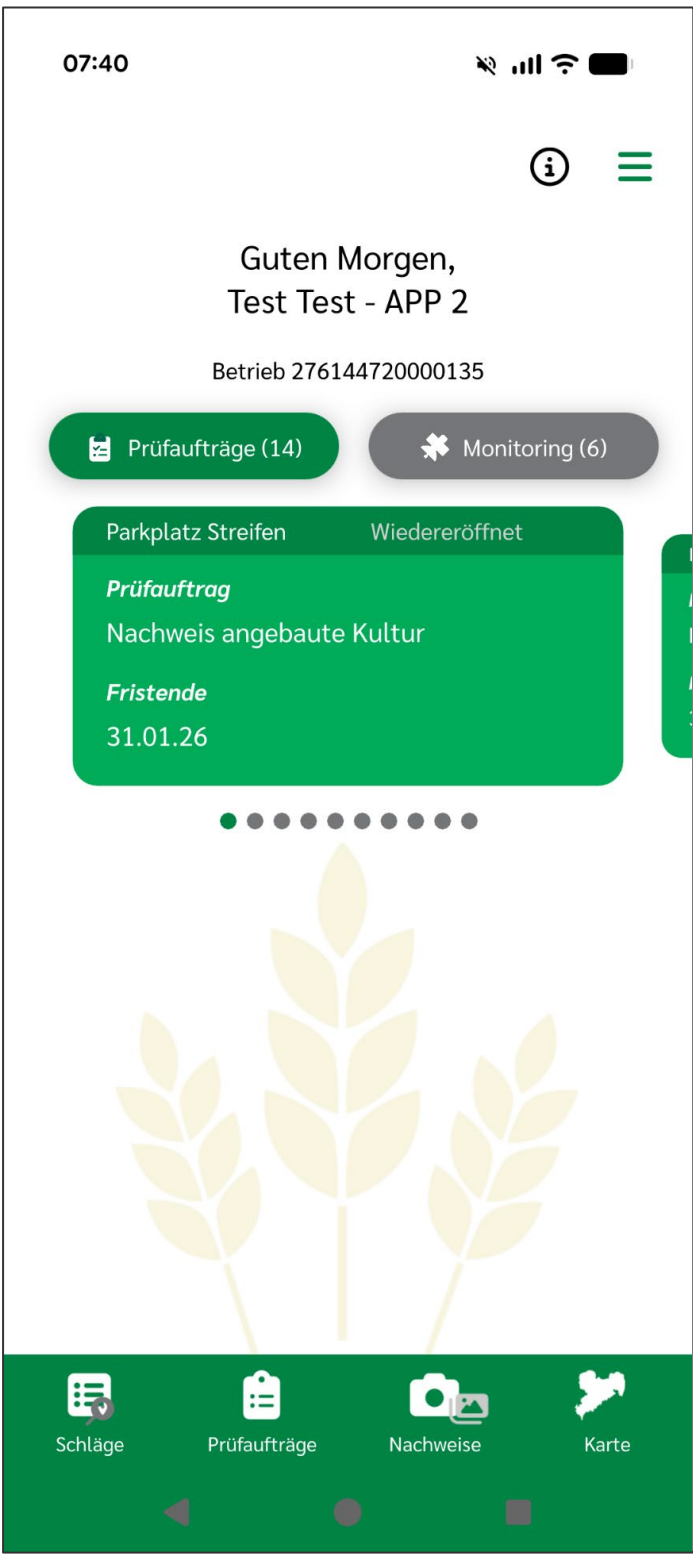 07:40
Guten Morgen,
Test Test - APP 2
Betrieb 276144720000135
Prüfaufträge (14)
Monitoring (6)
Parkplatz Streifen
Wiedereröffnet
Prüfauftrag
Nachweis angebaute Kultur
Fristende
31.01.26
Schläge
Prüfaufträge
Nachweise
Karte